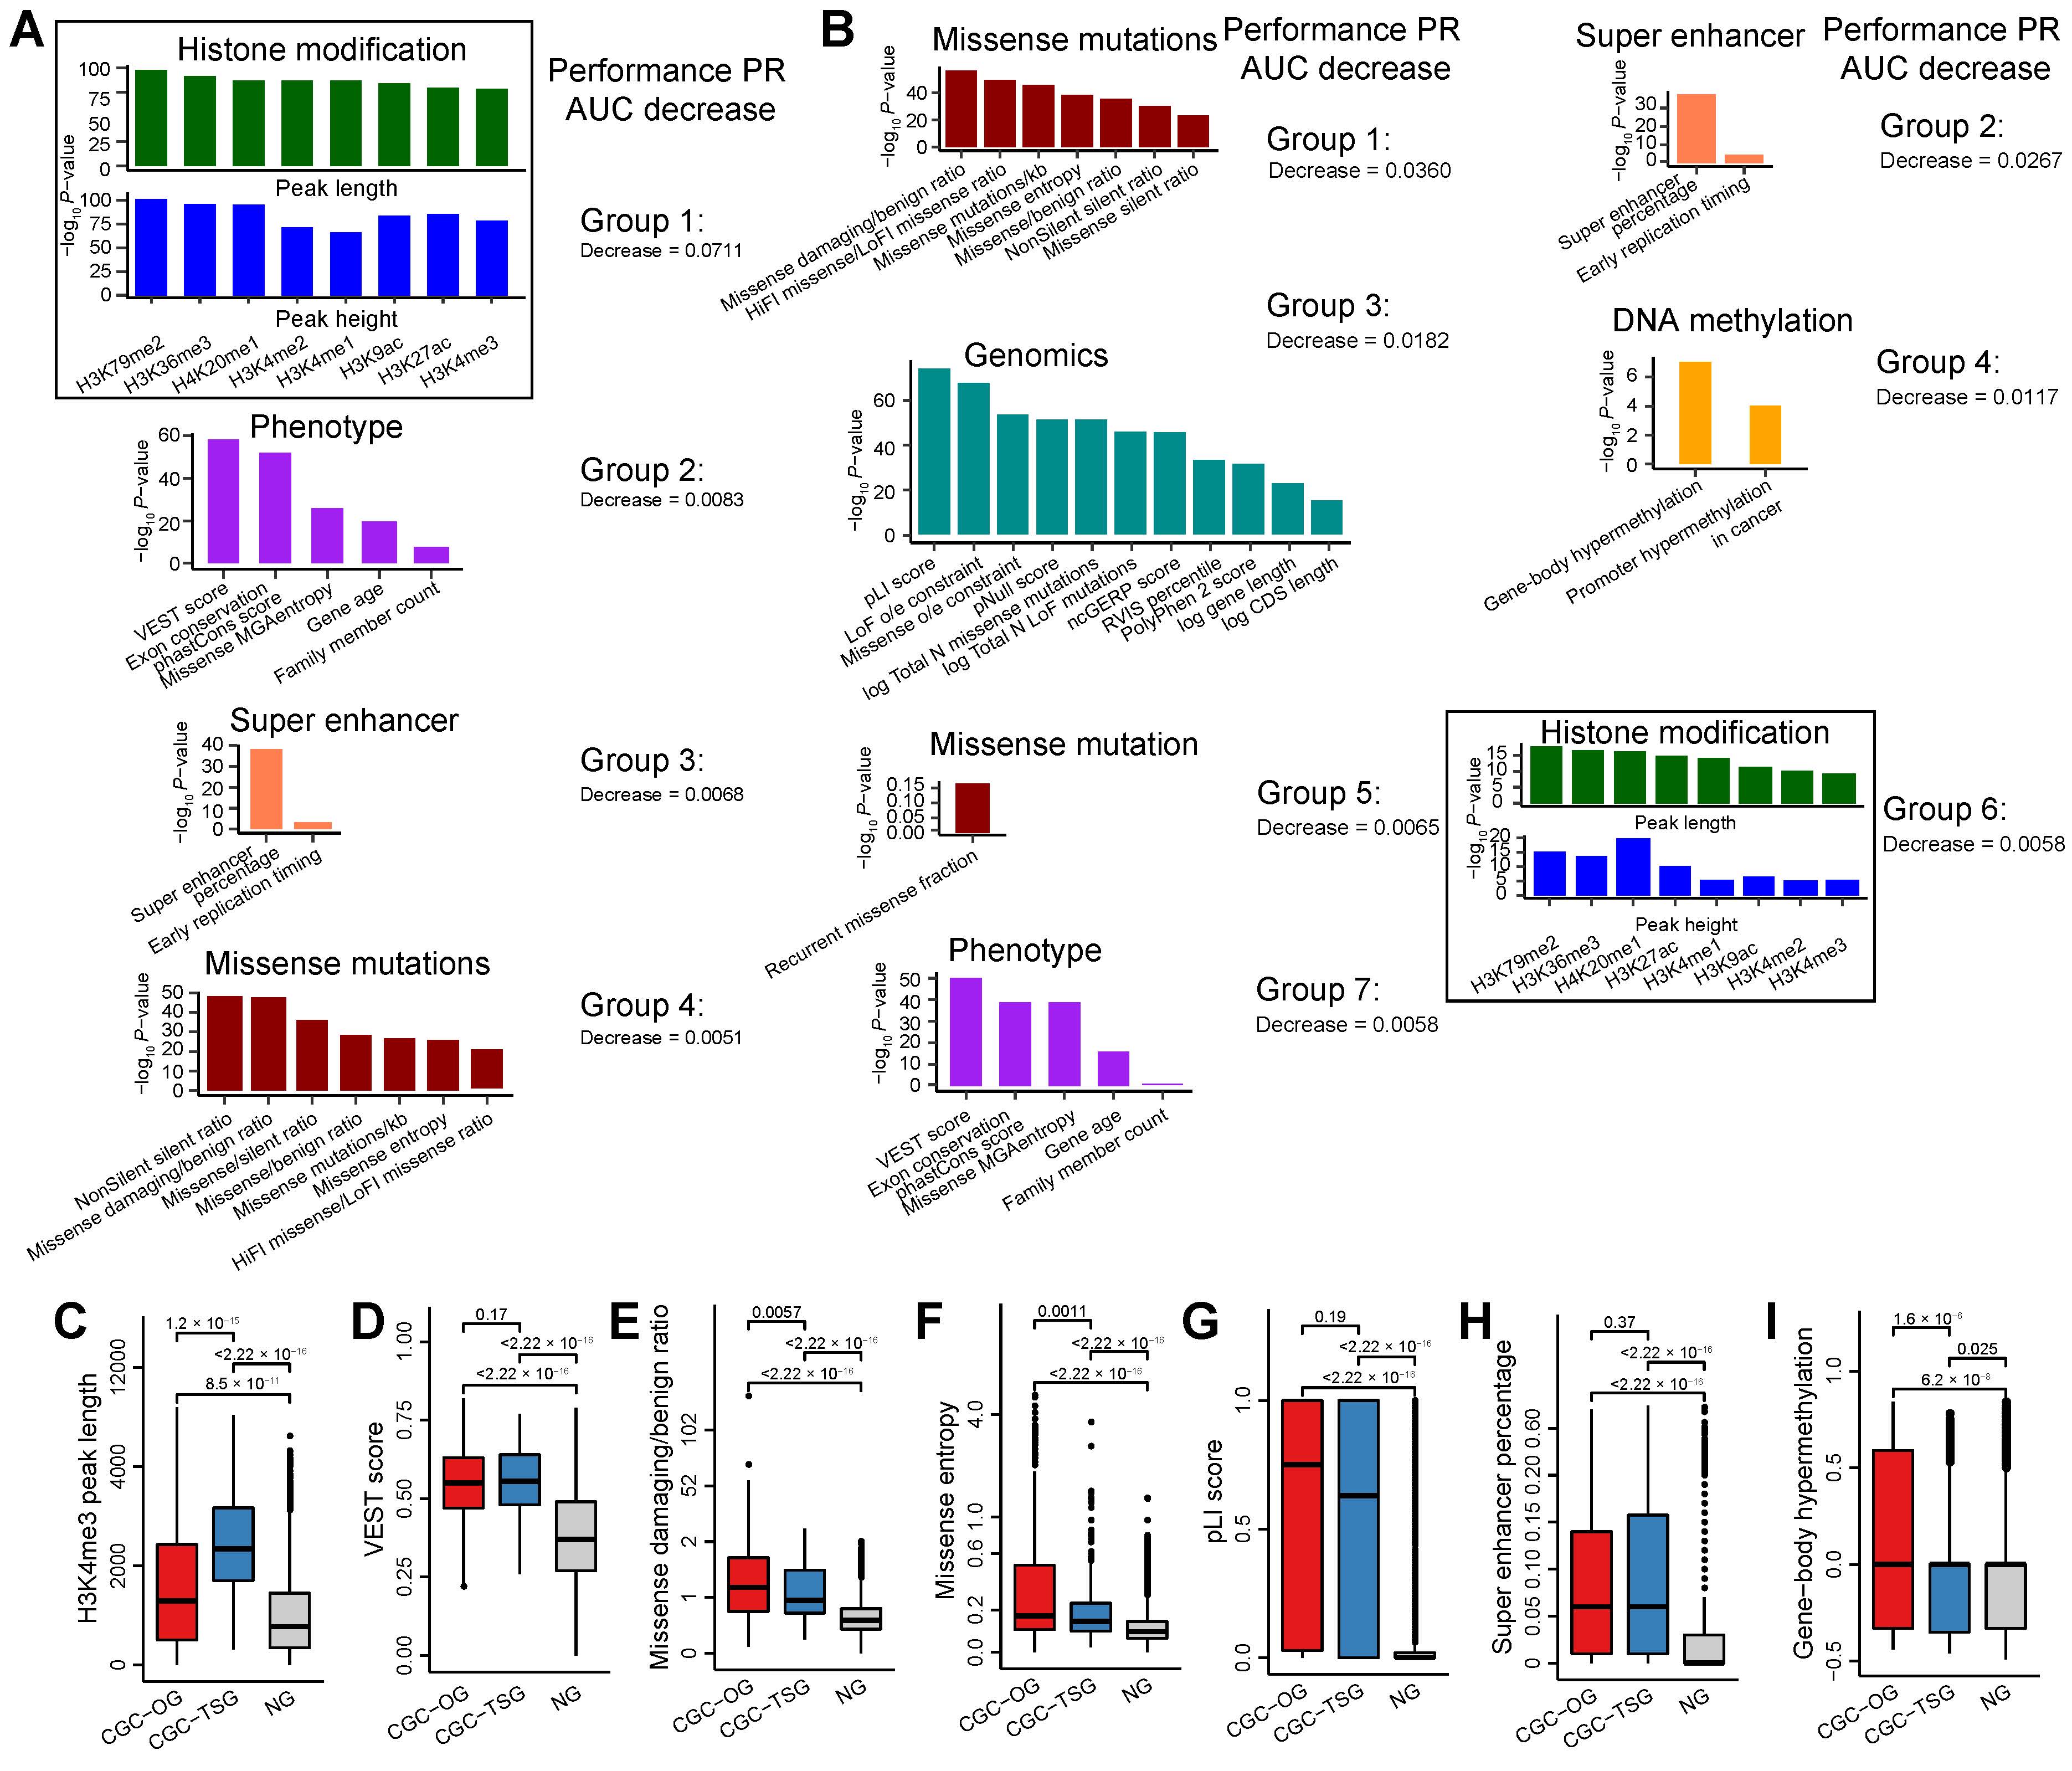 A
Histone modification
Performance PR
AUC decrease
−log10 P−value
100
75
50
25
0
Peak length
100
75
50
25
0
Peak height
H3K79me2
H3K36me3
H4K20me1
H3K4me2
H3K4me1
H3K9ac
H3K27ac
H3K4me3
Group 1:
Decrease = 0.0711
Phenotype
−log10 P−value
60
40
20
0
VEST score
Exon conservation
phastCons score
Missense MGAentropy
Gene age
Family member count
Group 2:
Decrease = 0.0083
Super enhancer
−log10 P−value
40
30
20
10
0
Super enhancer
percentage
Early replication timing
Group 3:
Decrease = 0.0068
Missense mutations
−log10 P−value
50
40
30
20
10
0
NonSilent silent ratio
Missense damaging/benign ratio
Missense/silent ratio
Missense/benign ratio
Missense mutations/kb
Missense entropy
HiFI missense/LoFI missense ratio
Group 4:
Decrease = 0.0051
B
Missense mutations
Performance PR
AUC decrease
−log10 P−value
40
20
0
Missense damaging/benign ratio
HiFI missense/LoFI missense ratio
Missense mutations/kb
Missense entropy
Missense/benign ratio
NonSilent silent ratio
Missense silent ratio
Group 1:
Decrease = 0.0360
Super enhancer
Performance PR
AUC decrease
−log10 P−value
30
20
10
0
Super enhancer
percentage
Early replication timing
Group 2:
Decrease = 0.0267
Genomics
−log10 P−value
60
40
20
0
pLI score
LoF o/e constraint
Missense o/e constraint
pNull score
log Total N missense mutations
log Total N LoF mutations
ncGERP score
RVIS percentile
PolyPhen 2 score
log gene length
log CDS length
Group 3:
Decrease = 0.0182
DNA methylation
−log10 P−value
6
4
2
0
Gene−body hypermethylation
Promoter hypermethylation
in cancer
Group 4:
Decrease = 0.0117
Missense mutation
−log10 P−value
0.15
0.10
0.05
0.00
Recurrent missense fraction
Group 5:
Decrease = 0.0065
Histone modification
−log10 P−value
15
10
5
0
Peak length
20
15
10
5
0
Peak height
H3K79me2
H3K36me3
H4K20me1
H3K27ac
H3K4me1
H3K9ac
H3K4me2
H3K4me3
Group 6:
Decrease = 0.0058
Phenotype
−log10 P−value
50
40
30
20
10
0
VEST score
Exon conservation
phastCons score
Missense MGAentropy
Gene age
Family member count
Group 7:
Decrease = 0.0058
C
H3K4me3 peak length
12000
4000
2000
0
1.2 × 10−15
<2.22 × 10−16
8.5 × 10−11
CGC−OG
CGC−TSG
NG
D
VEST score
1.00
0.75
0.50
0.25
0.00
0.17
<2.22 × 10−16
<2.22 × 10−16
CGC−OG
CGC−TSG
NG
E
Missense damaging/benign ratio
102
52
2
1
0
0.0057
<2.22 × 10−16
<2.22 × 10−16
CGC−OG
CGC−TSG
NG
F
Missense entropy
4.0
1.0
0.6
0.2
0.0
0.0011
<2.22 × 10−16
<2.22 × 10−16
CGC−OG
CGC−TSG
NG
G
pLI score
1.0
0.5
0.0
0.19
<2.22 × 10−16
<2.22 × 10−16
CGC−OG
CGC−TSG
NG
H
Super enhancer percentage
0.60
0.20
0.15
0.10
0.05
0
0.37
<2.22 × 10−16
<2.22 × 10−16
CGC−OG
CGC−TSG
NG
I
Gene−body hypermethylation
1.0
0.5
0.0
−0.5
1.6 × 10−6
0.025
6.2 × 10−8
CGC−OG
CGC−TSG
NG